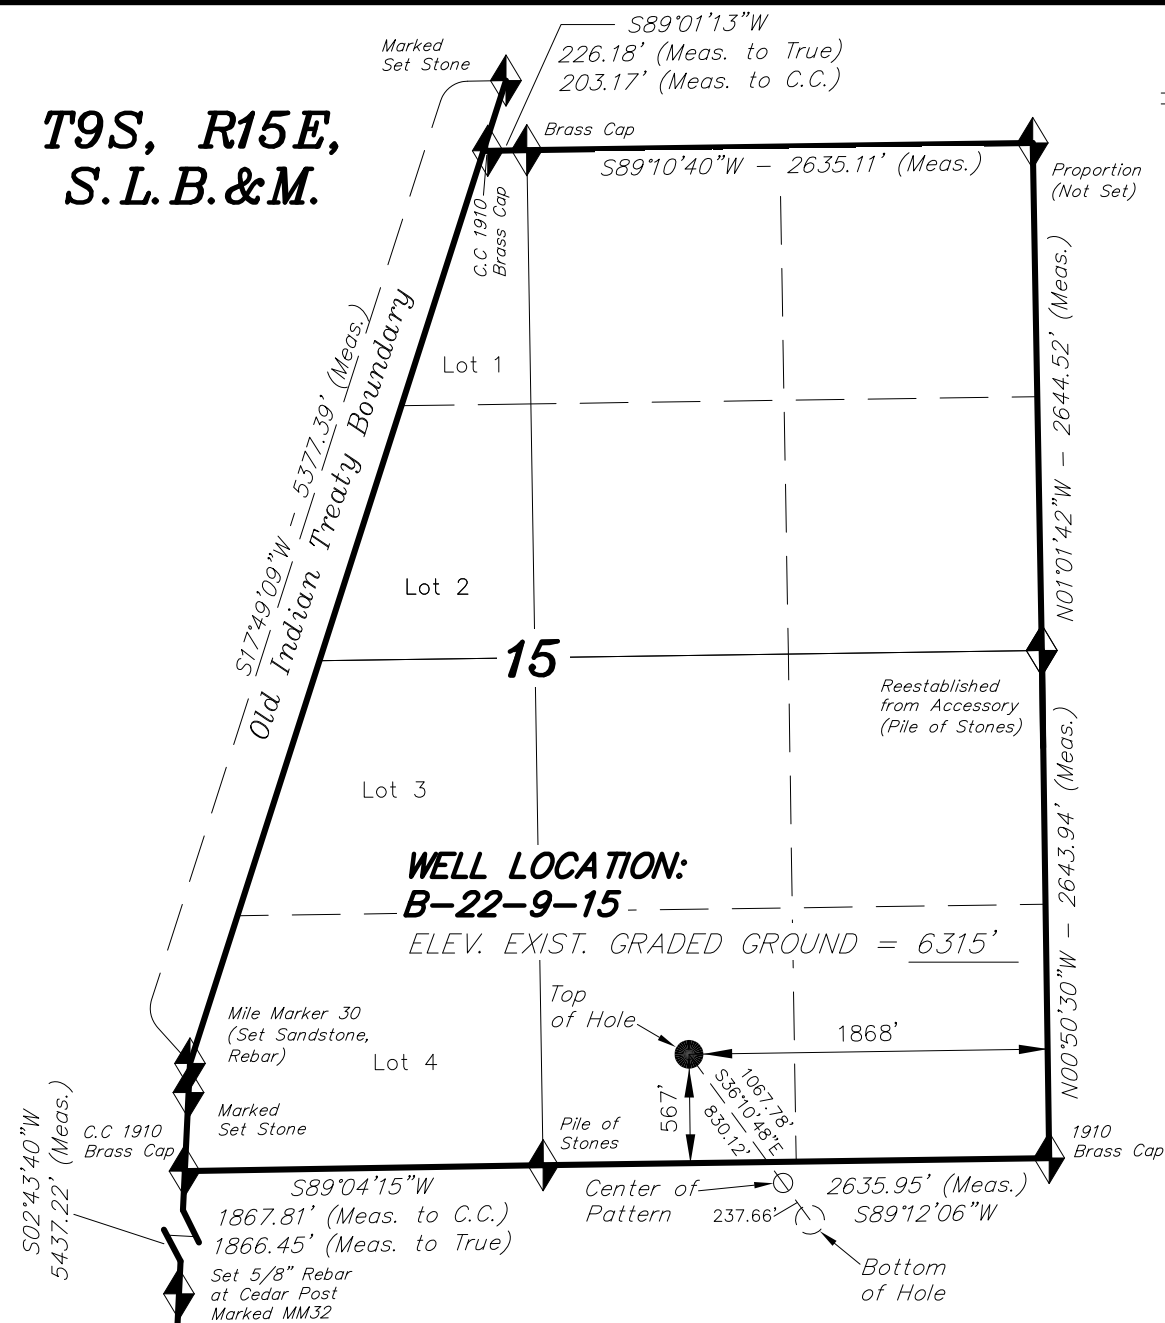 S89°01'13"W
226.18' (Meas. to True)
203.17' (Meas. to C.C.)
Marked
Set Stone
T9S, R15E,
S.L.B.&M.
Brass Cap
S89°10'40"W - 2635.11' (Meas.)
Proportion
(Not Set)
C.C 1910
Brass Cap
N01°01'42"W - 2644.52' (Meas.)
S17°49'09"W - 5377.39' (Meas.)
Old Indian Treaty Boundary
Lot 1
Lot 2
15
Reestablished
from Accessory
(Pile of Stones)
Lot 3
N00°50'30"W - 2643.94' (Meas.)
WELL LOCATION:
B-22-9-15
ELEV. EXIST. GRADED GROUND = 6315'
Top
of Hole
1868'
Mile Marker 30
(Set Sandstone,
Rebar)
Lot 4
567'
1067.78'
S36°10'48"E
830.12'
Marked
Set Stone
Pile of
Stones
C.C 1910
Brass Cap
1910
Brass Cap
S02°43'40"W
5437.22' (Meas.)
S89°04'15"W
1867.81' (Meas. to C.C.)
1866.45' (Meas. to True)
Center of
Pattern
237.66'
2635.95' (Meas.)
S89°12'06"W
Bottom
of Hole
Set 5/8" Rebar
at Cedar Post
Marked MM32